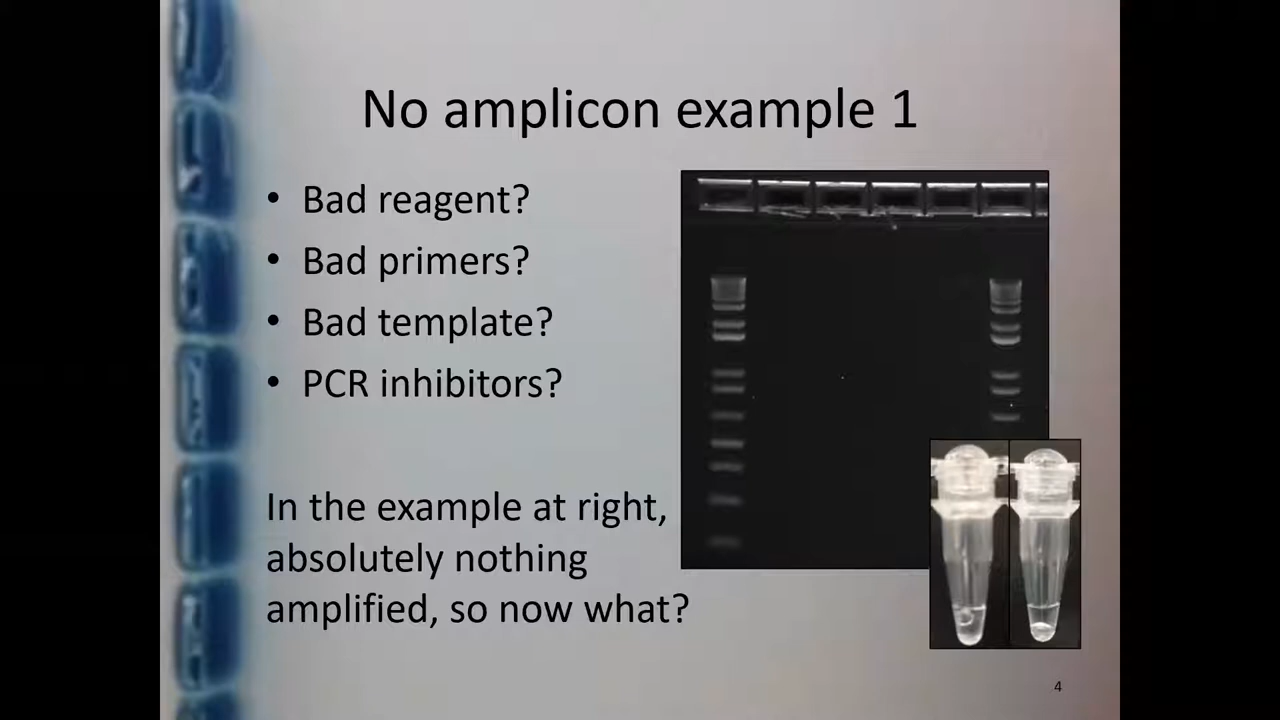 No amplicon example 1
• Bad reagent?
• Bad primers?
• Bad template?
• PCR inhibitors?
In the example at right,
absolutely nothing
amplified, so now what?
4